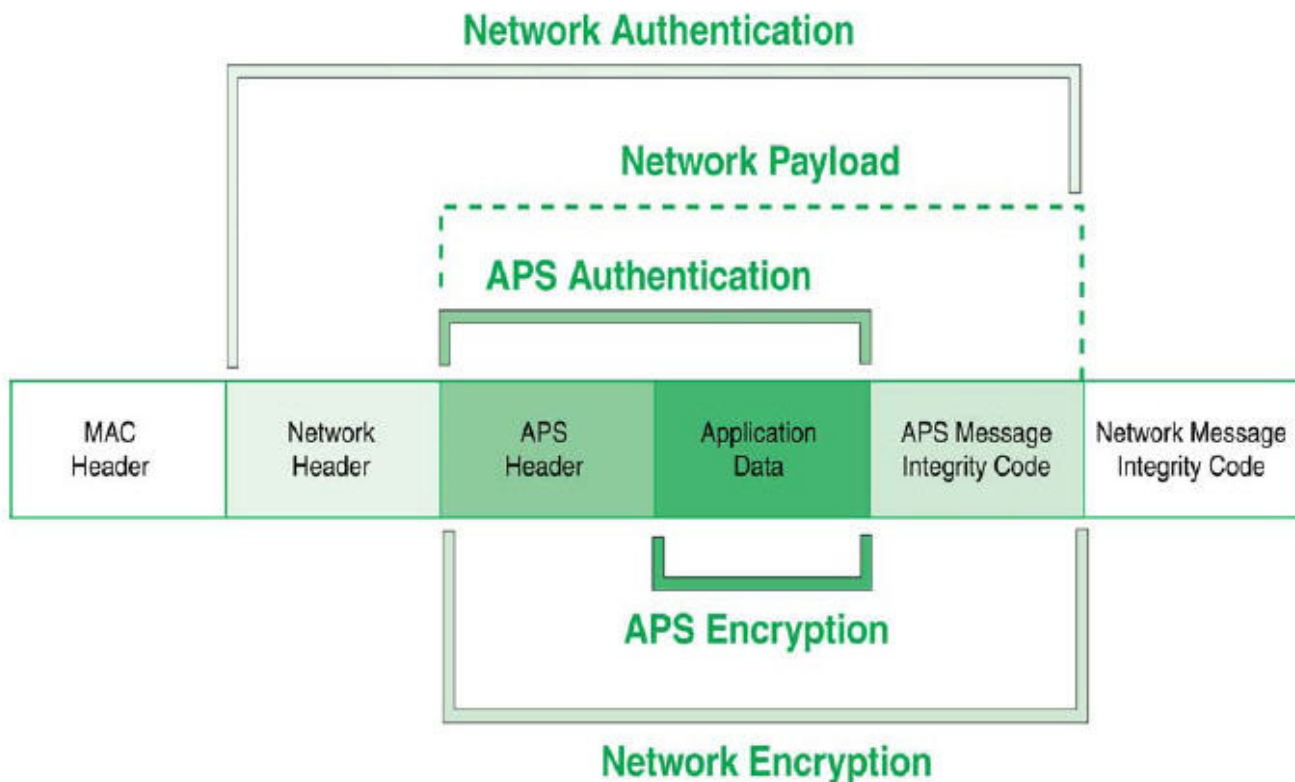 Network Authentication
Network Payload
APS Authentication
MAC
Header
Network
Header
APS
Header
Application
Data
APS Message
Integrity Code
Network Message
Integrity Code
APS Encryption
Network Encryption